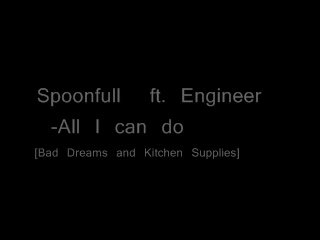 Spoonfull ft. Engineer
-All I can do
[Bad Dreams and Kitchen Supplies]